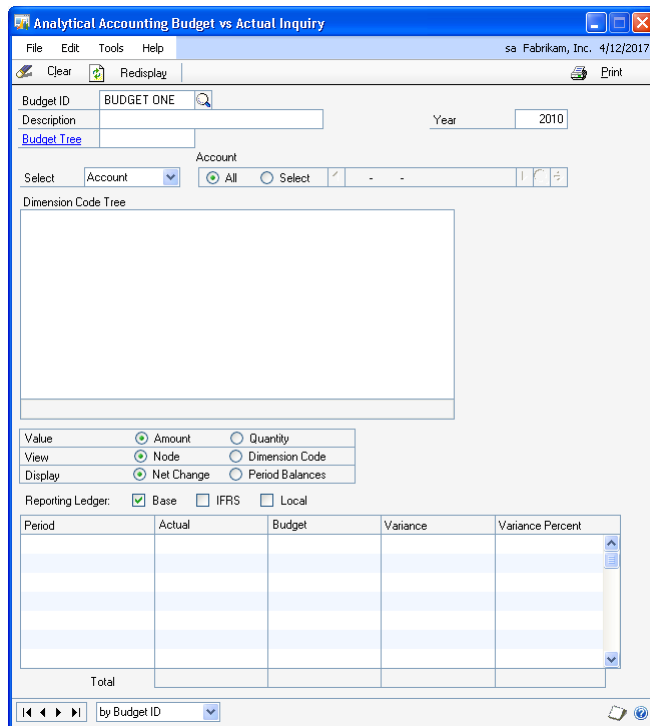 Analytical Accounting Budget vs Actual Inquiry
File Edit Tools Help sa Fabrikam, Inc. 4/12/2017
Clear Redisplay Print
Budget ID BUDGET ONE
Description Year 2010
Budget Tree
Account
Select Account All Select - -
Dimension Code Tree
Value Amount Quantity
View Node Dimension Code
Display Net Change Period Balances
Reporting Ledger: Base IFRS Local
Period Actual Budget Variance Variance Percent
Total
by Budget ID